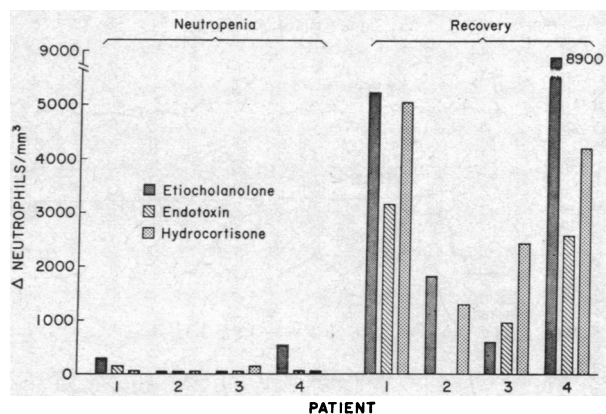 Neutropenia Recovery
9000
8900
5000
4000
3000
2000
1000
0
Δ NEUTROPHILS/mm³
Etiocholanolone
Endotoxin
Hydrocortisone
1 2 3 4 1 2 3 4
PATIENT